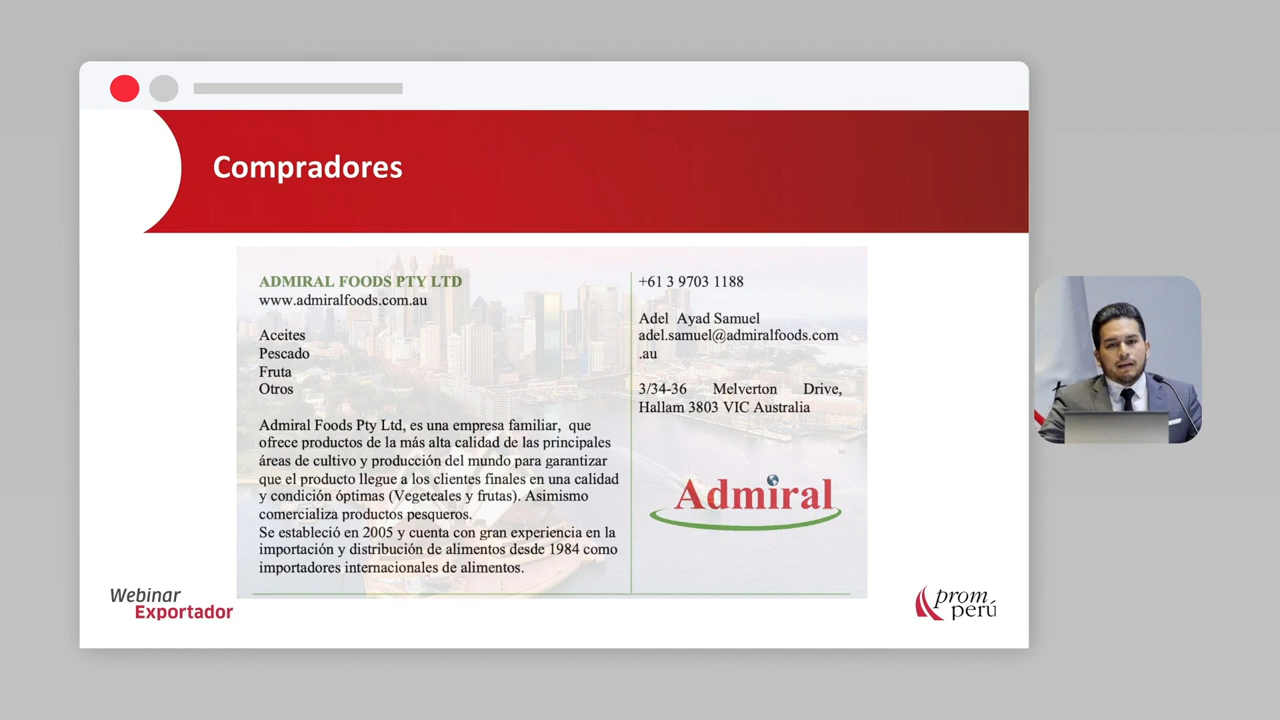 Compradores
ADMIRAL FOODS PTY LTD
www.admiralfoods.com.au
Aceites
Pescado
Fruta
Otros
Admiral Foods Pty Ltd, es una empresa familiar, que
ofrece productos de la más alta calidad de las principales
áreas de cultivo y producción del mundo para garantizar
que el producto llegue a los clientes finales en una calidad
y condición óptimas (Vegeteales y frutas). Asimismo
comercializa productos pesqueros.
Se estableció en 2005 y cuenta con gran experiencia en la
importación y distribución de alimentos desde 1984 como
importadores internacionales de alimentos.
+61 3 9703 1188
Adel Ayad Samuel
adel.samuel@admiralfoods.com
.au
3/34-36 Melverton Drive,
Hallam 3803 VIC Australia
Admiral
Webinar
Exportador
prom
perú